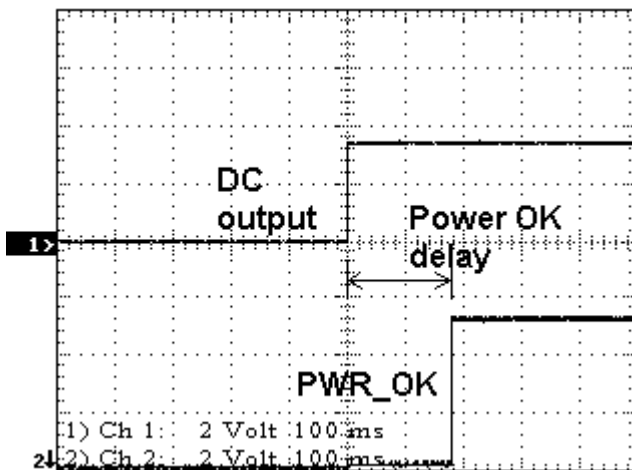 DC
output
Power OK
delay
1>
PWR_OK
1) Ch 1: 2 Volt 100 ms
2) Ch 2: 2 Volt 100 ms
2↓